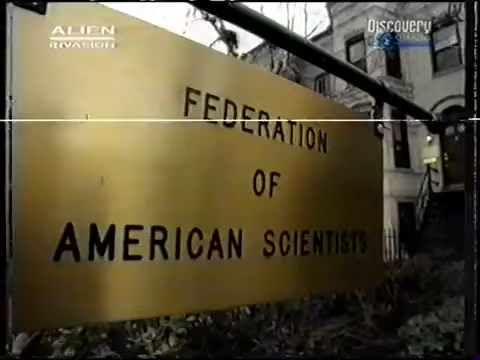 ALIEN
INVASION
Discovery
FEDERATION
OF
AMERICAN SCIENTISTS